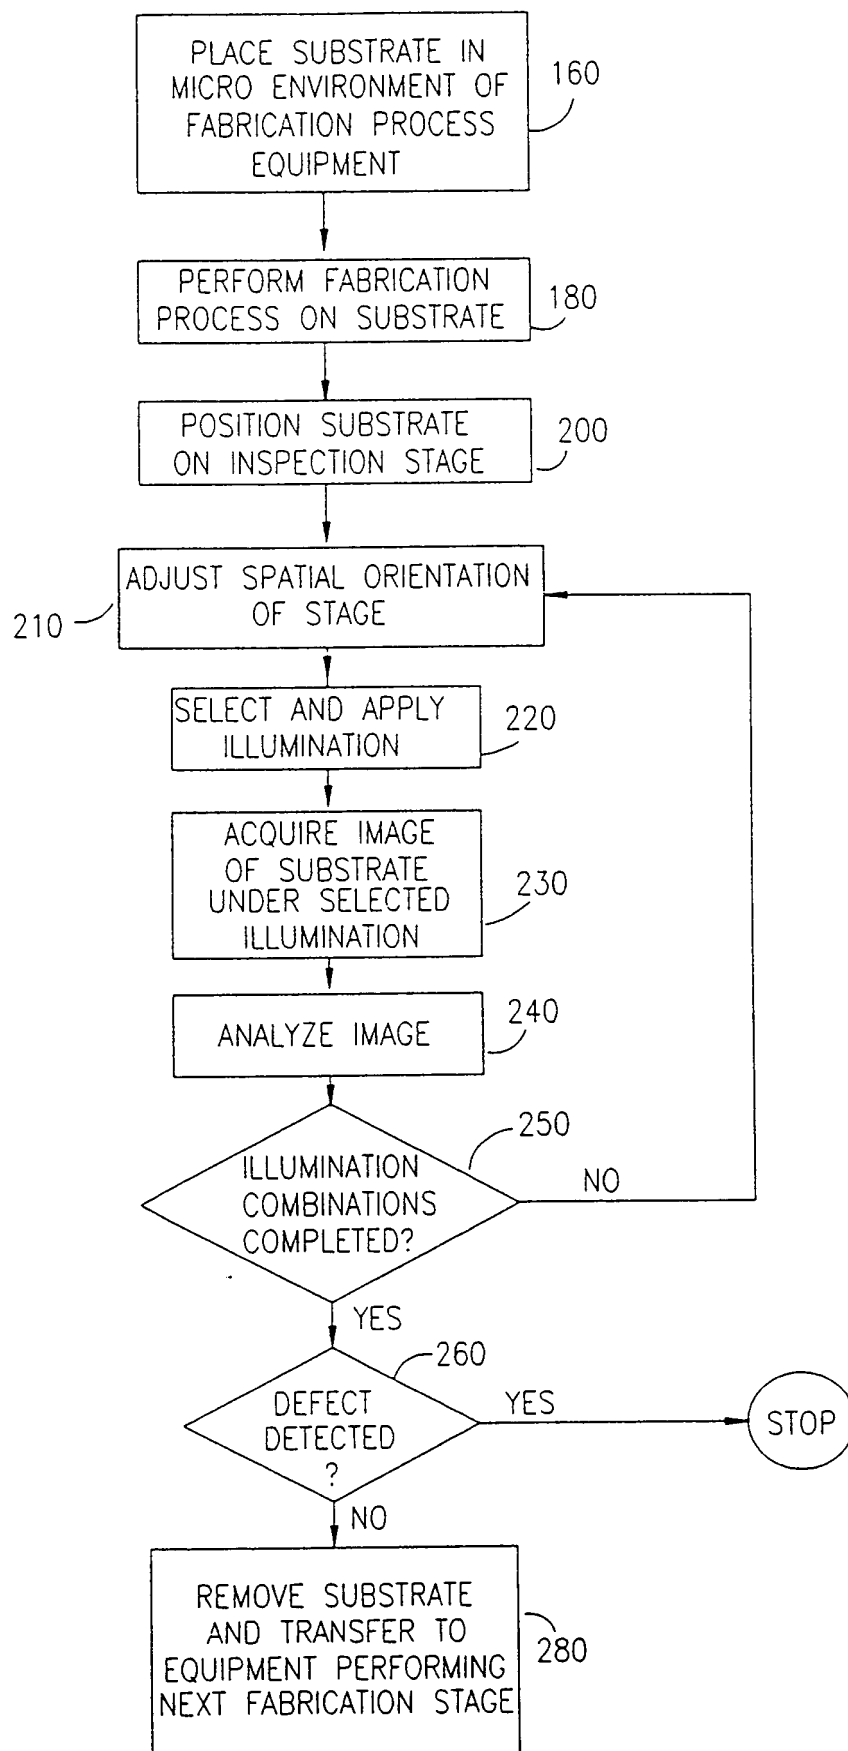 PLACE SUBSTRATE IN
MICRO ENVIRONMENT OF
FABRICATION PROCESS
EQUIPMENT
160
PERFORM FABRICATION
PROCESS ON SUBSTRATE
180
POSITION SUBSTRATE
ON INSPECTION STAGE
200
ADJUST SPATIAL ORIENTATION
OF STAGE
210
SELECT AND APPLY
ILLUMINATION
220
ACQUIRE IMAGE
OF SUBSTRATE
UNDER SELECTED
ILLUMINATION
230
ANALYZE IMAGE
240
250
ILLUMINATION
COMBINATIONS
COMPLETED?
NO
YES
260
DEFECT
DETECTED
?
YES
STOP
NO
REMOVE SUBSTRATE
AND TRANSFER TO
EQUIPMENT PERFORMING
NEXT FABRICATION STAGE
280